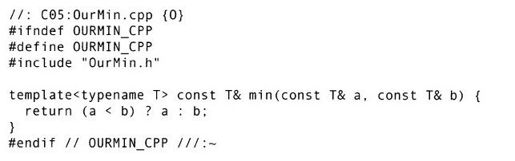 //: C05:OurMin.cpp {O}
#ifndef OURMIN_CPP
#define OURMIN_CPP
#include "OurMin.h"
template<typename T> const T& min(const T& a, const T& b) {
return (a < b) ? a : b;
}
#endif // OURMIN_CPP ///:~